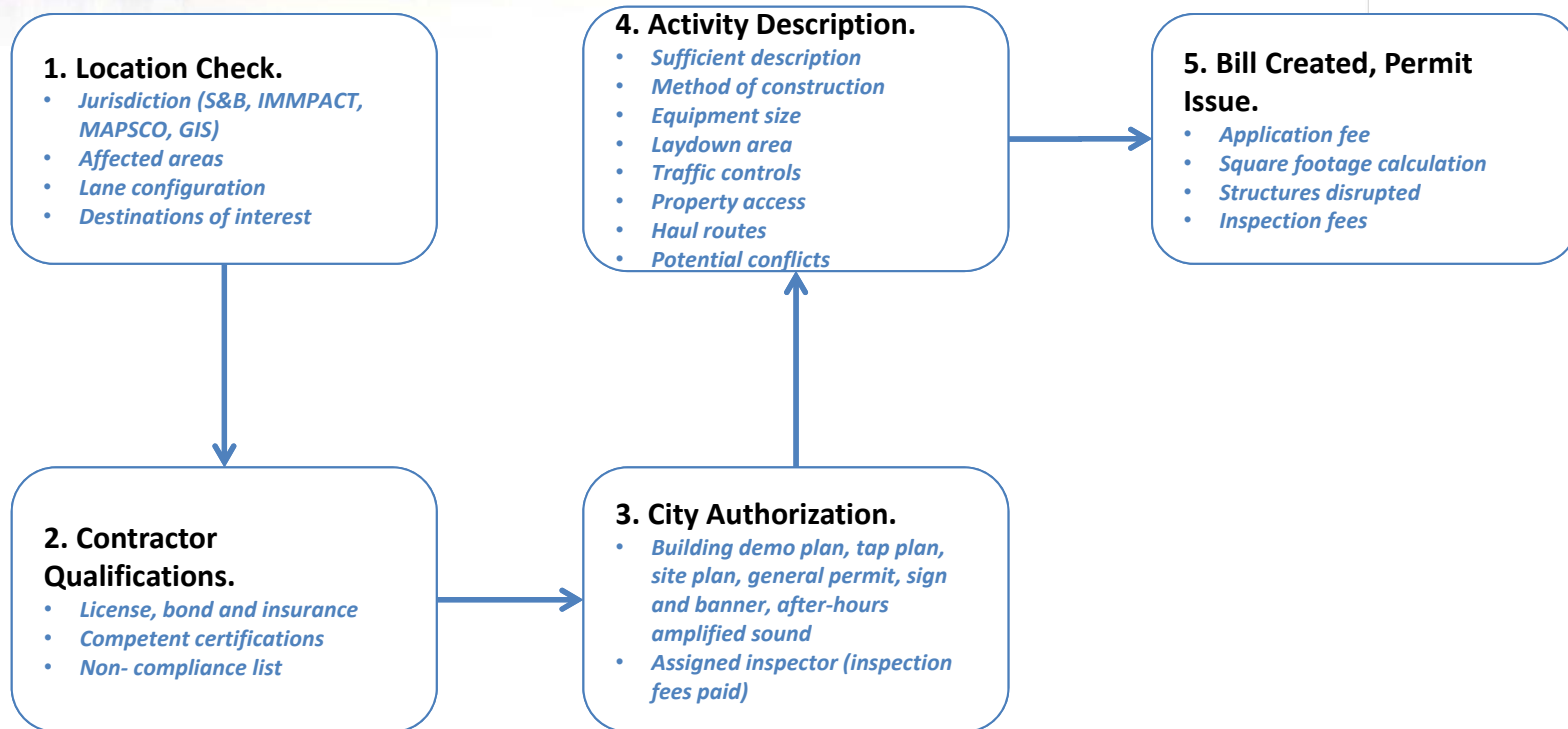 1. Location Check.
• Jurisdiction (S&B, IMMPACT,
MAPSCO, GIS)
• Affected areas
• Lane configuration
• Destinations of interest
2. Contractor
Qualifications.
• License, bond and insurance
• Competent certifications
• Non- compliance list
3. City Authorization.
• Building demo plan, tap plan,
site plan, general permit, sign
and banner, after-hours
amplified sound
• Assigned inspector (inspection
fees paid)
4. Activity Description.
• Sufficient description
• Method of construction
• Equipment size
• Laydown area
• Traffic controls
• Property access
• Haul routes
• Potential conflicts
5. Bill Created, Permit
Issue.
• Application fee
• Square footage calculation
• Structures disrupted
• Inspection fees